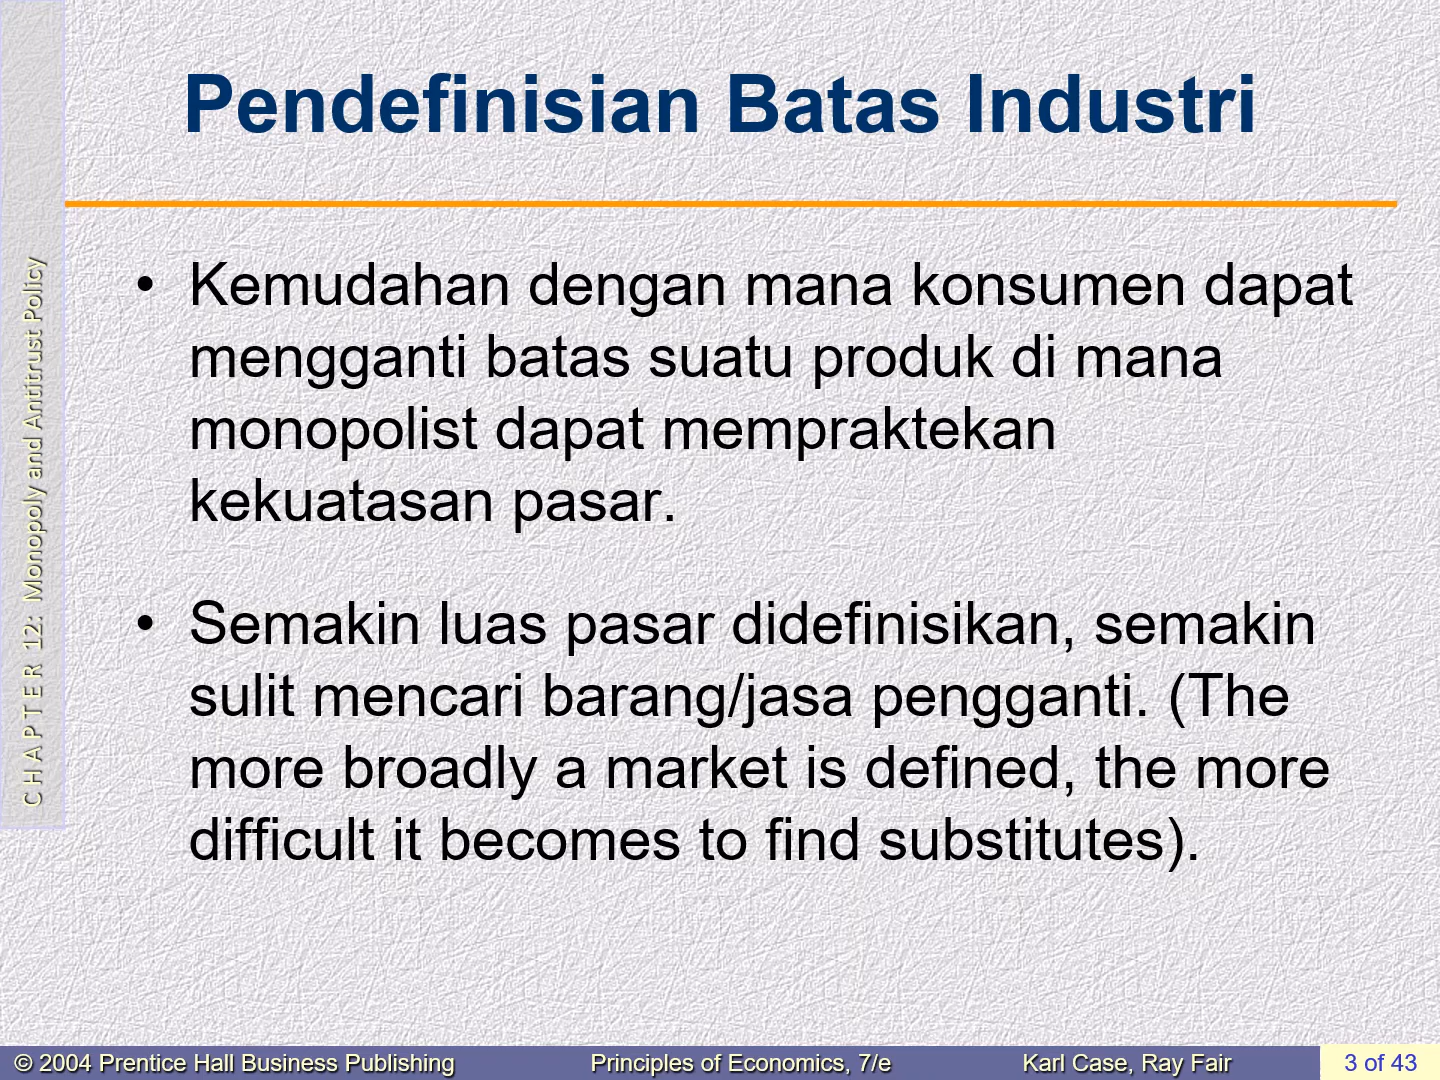 Pendefinisian Batas Industri
• Kemudahan dengan mana konsumen dapat
mengganti batas suatu produk di mana
monopolist dapat mempraktekan
kekuatasan pasar.
• Semakin luas pasar didefinisikan, semakin
sulit mencari barang/jasa pengganti. (The
more broadly a market is defined, the more
difficult it becomes to find substitutes).
CHAPTER 12: Monopoly and Antitrust Policy
© 2004 Prentice Hall Business Publishing Principles of Economics, 7/e Karl Case, Ray Fair 3 of 43